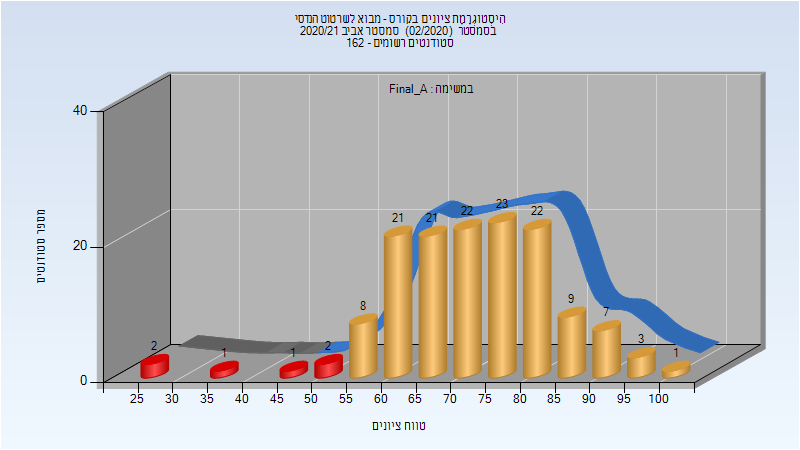 היסטוגרמת ציונים בקורס - מבוא לשרטוט הנדסי
בסמסטר (02/2020) סמסטר אביב 2020/21
סטודנטים רשומים - 162
במשימה : Final_A
40
20
0
מספר סטודנטים
2
1
1
2
8
21
21
22
23
22
9
7
3
1
25 30 35 40 45 50 55 60 65 70 75 80 85 90 95 100
טווח ציונים